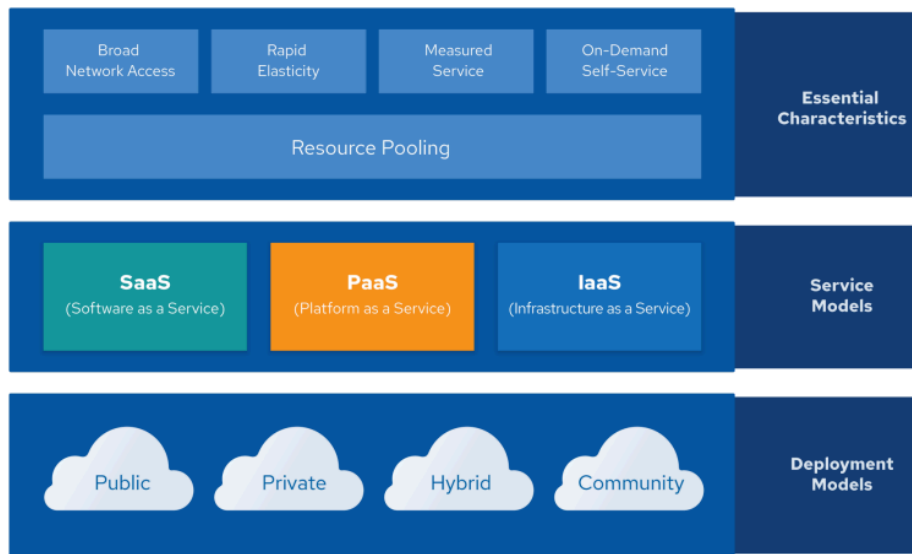 Broad
Network Access
Rapid
Elasticity
Measured
Service
On-Demand
Self-Service
Resource Pooling
Essential
Characteristics
SaaS
(Software as a Service)
PaaS
(Platform as a Service)
IaaS
(Infrastructure as a Service)
Service
Models
Public
Private
Hybrid
Community
Deployment
Models